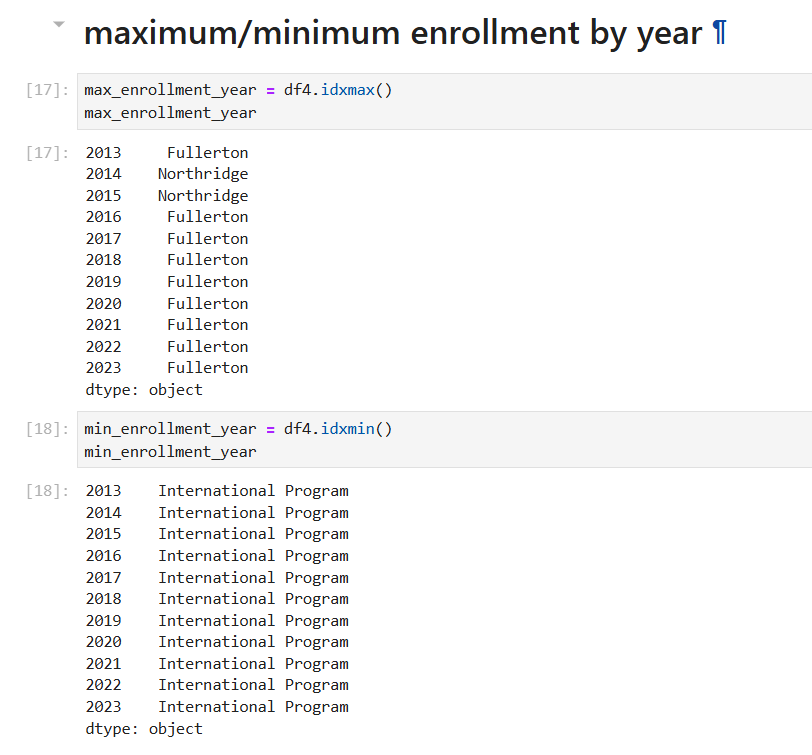 maximum/minimum enrollment by year ¶
[17]: max_enrollment_year = df4.idxmax()
max_enrollment_year
[17]: 2013 Fullerton
2014 Northridge
2015 Northridge
2016 Fullerton
2017 Fullerton
2018 Fullerton
2019 Fullerton
2020 Fullerton
2021 Fullerton
2022 Fullerton
2023 Fullerton
dtype: object
[18]: min_enrollment_year = df4.idxmin()
min_enrollment_year
[18]: 2013 International Program
2014 International Program
2015 International Program
2016 International Program
2017 International Program
2018 International Program
2019 International Program
2020 International Program
2021 International Program
2022 International Program
2023 International Program
dtype: object